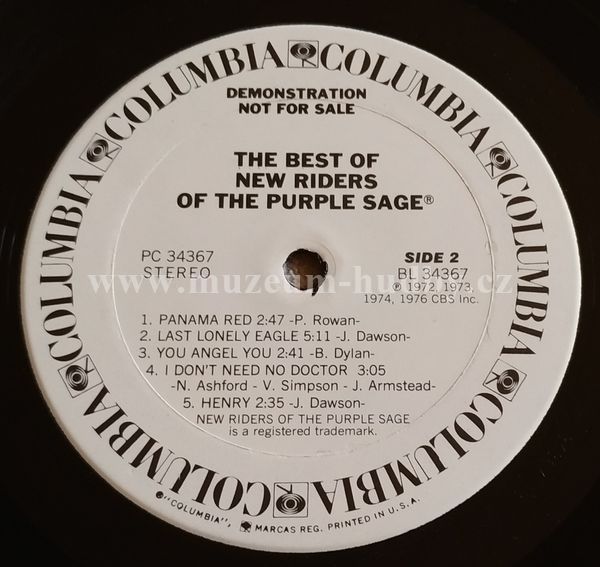 COLUMBIA COLUMBIA COLUMBIA COLUMBIA COLUMBIA COLUMBIA
DEMONSTRATION
NOT FOR SALE
THE BEST OF
NEW RIDERS
OF THE PURPLE SAGE®
PC 34367
STEREO
SIDE 2
BL 34367
℗ 1972, 1973,
1974, 1976 CBS Inc.
www.muzeum-hudby.cz
1. PANAMA RED 2:47 -P. Rowan-
2. LAST LONELY EAGLE 5:11 -J. Dawson-
3. YOU ANGEL YOU 2:41 -B. Dylan-
4. I DON'T NEED NO DOCTOR 3:05
-N. Ashford - V. Simpson - J. Armstead-
5. HENRY 2:35 -J. Dawson-
NEW RIDERS OF THE PURPLE SAGE
is a registered trademark.
"COLUMBIA", MARCAS REG. PRINTED IN U.S.A.